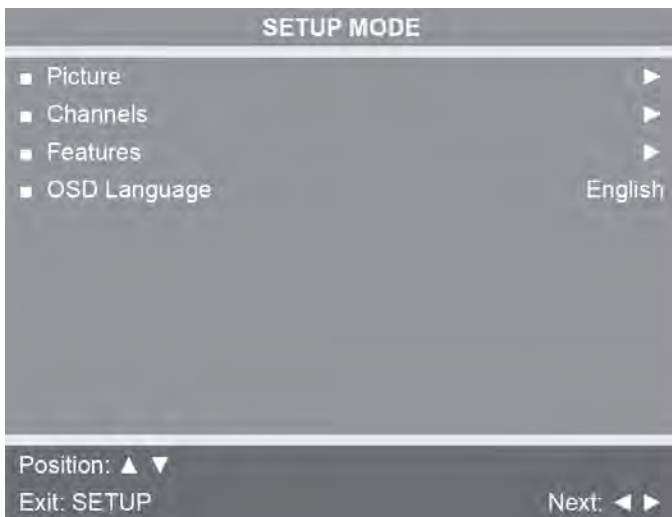 SETUP MODE
■ Picture ►
■ Channels ►
■ Features ►
■ OSD Language English
Position: ▲ ▼
Exit: SETUP Next: ◄ ►